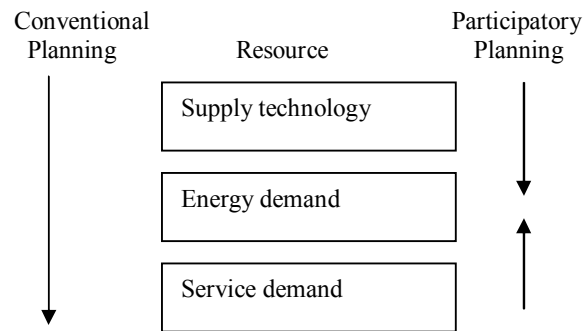 Conventional
Planning
Resource
Participatory
Planning
Supply technology
Energy demand
Service demand